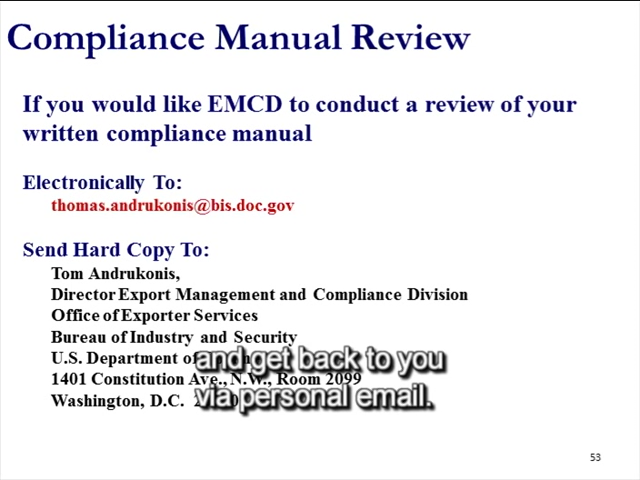 Compliance Manual Review
If you would like EMCD to conduct a review of your
written compliance manual
Electronically To:
thomas.andrukonis@bis.doc.gov
Send Hard Copy To:
Tom Andrukonis,
Director Export Management and Compliance Division
Office of Exporter Services
Bureau of Industry and Security
U.S. Department of
and get back to you
1401 Constitution Ave., N.W., Room 2099
Washington, D.C.
via personal email.
53